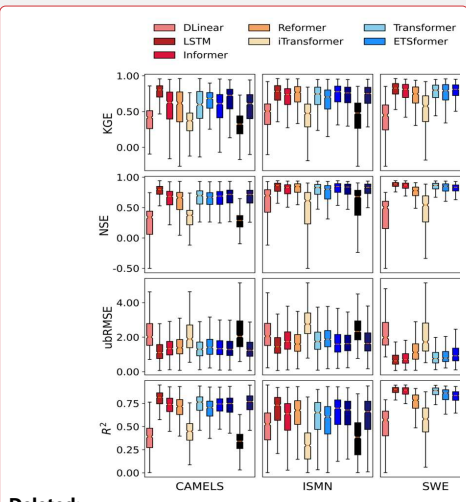 DLinear Reformer Transformer
LSTM iTransformer ETSformer
Informer
KGE
1.00
0.50
0.00
NSE
1.00
0.50
0.00
-0.50
ubRMSE
4.00
2.00
0.00
R²
0.75
0.50
0.25
0.00
CAMELS ISMN SWE